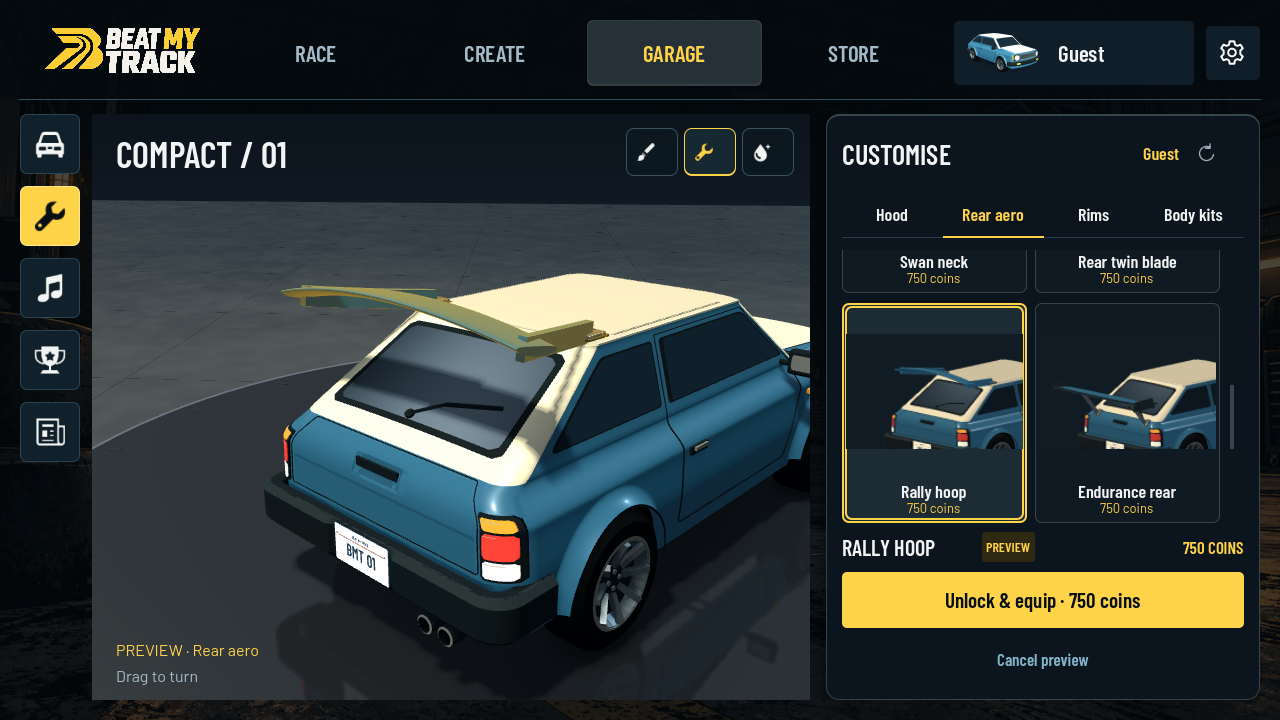 BEAT MY
TRACK
RACE
CREATE
GARAGE
STORE
Guest
COMPACT / 01
CUSTOMISE
Guest
Hood
Rear aero
Rims
Body kits
Swan neck
750 coins
Rear twin blade
750 coins
Rally hoop
750 coins
Endurance rear
750 coins
BMT 01
RALLY HOOP
PREVIEW
750 COINS
Unlock & equip · 750 coins
Cancel preview
PREVIEW · Rear aero
Drag to turn